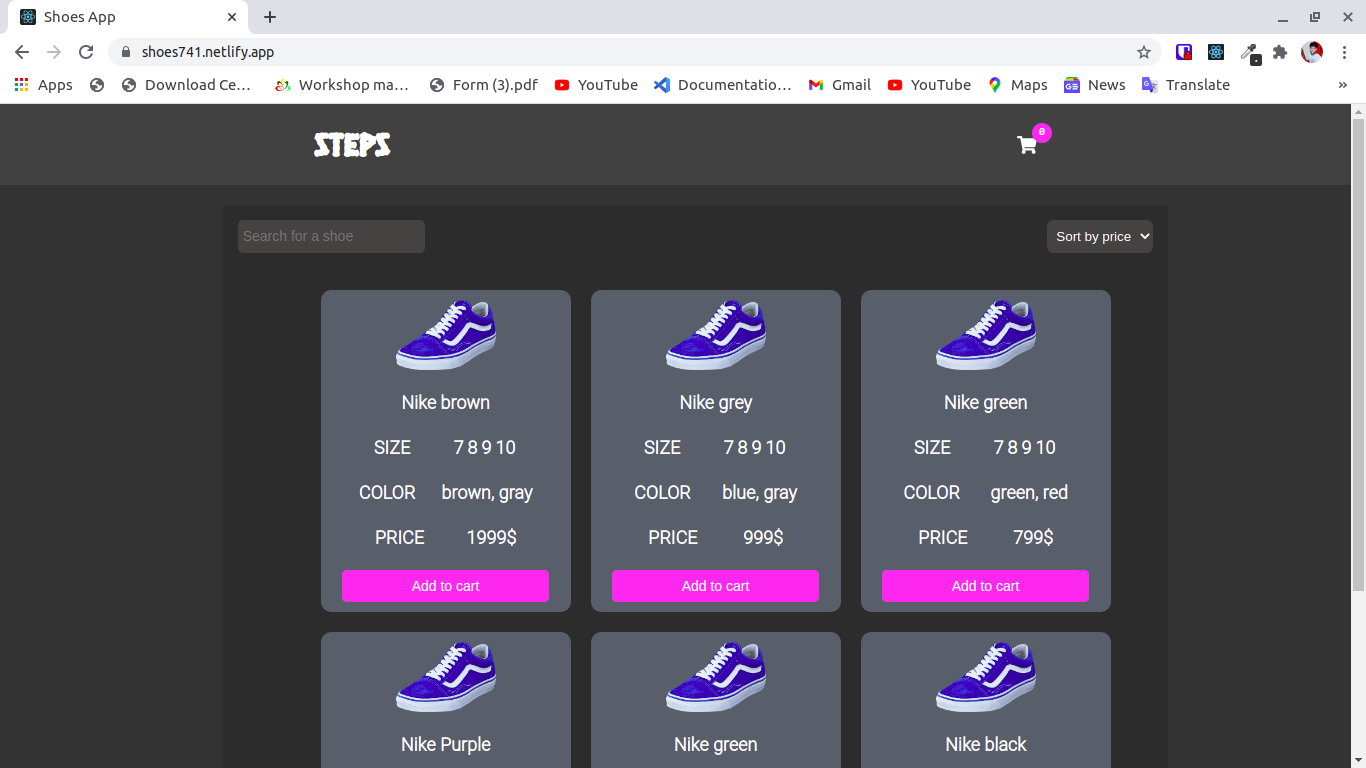 Shoes App
shoes741.netlify.app
Apps Download Ce… Workshop ma… Form (3).pdf YouTube Documentatio… Gmail YouTube Maps News Translate »
STEPS 0
Search for a shoe Sort by price
Nike brown Nike grey Nike green
SIZE 7 8 9 10 SIZE 7 8 9 10 SIZE 7 8 9 10
COLOR brown, gray COLOR blue, gray COLOR green, red
PRICE 1999$ PRICE 999$ PRICE 799$
Add to cart Add to cart Add to cart
Nike Purple Nike green Nike black